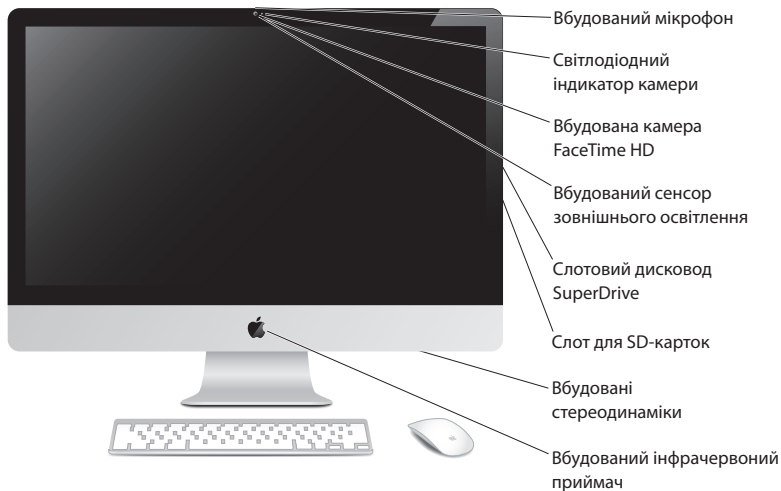 Вбудований мікрофон
Світлодіодний
індикатор камери
Вбудована камера
FaceTime HD
Вбудований сенсор
зовнішнього освітлення
Слотовий дисковод
SuperDrive
Слот для SD-карток
Вбудовані
стереодинаміки
Вбудований інфрачервоний
приймач